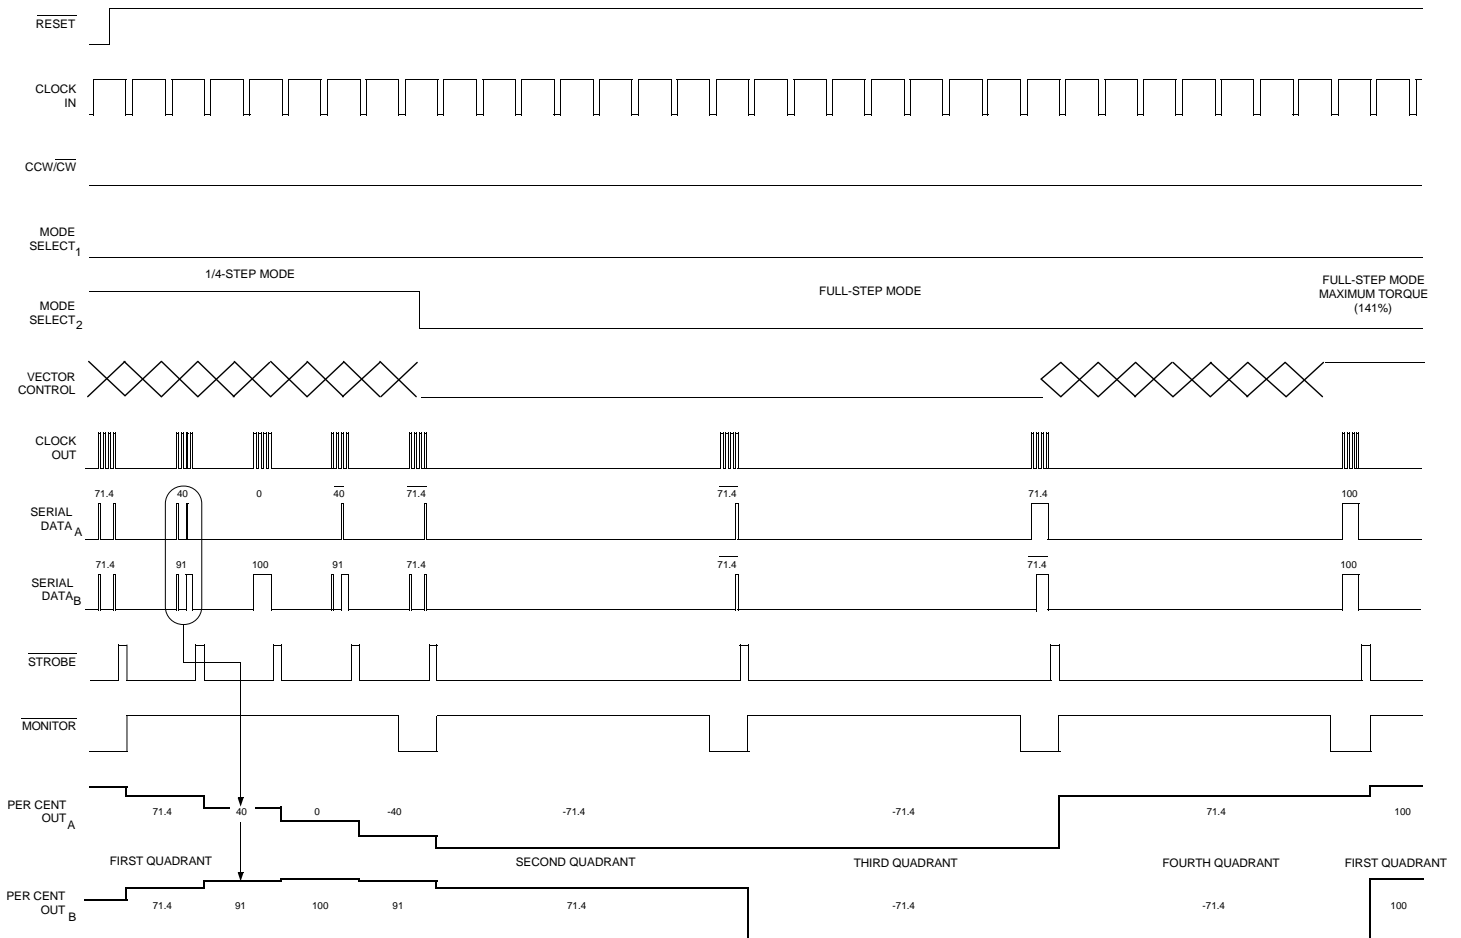 RESET
CLOCK
IN
CCW/CW
MODE
SELECT1
1/4-STEP MODE
FULL-STEP MODE
FULL-STEP MODE
MAXIMUM TORQUE
(141%)
MODE
SELECT2
VECTOR
CONTROL
CLOCK
OUT
71.4 40 0 40 71.4 71.4 71.4 100
SERIAL
DATA A
71.4 91 100 91 71.4 71.4 71.4 100
SERIAL
DATAB
STROBE
MONITOR
PER CENT
OUT A
71.4 40 0 -40 -71.4 -71.4 71.4 100
FIRST QUADRANT SECOND QUADRANT THIRD QUADRANT FOURTH QUADRANT FIRST QUADRANT
PER CENT
OUT B
71.4 91 100 91 71.4 -71.4 -71.4 100